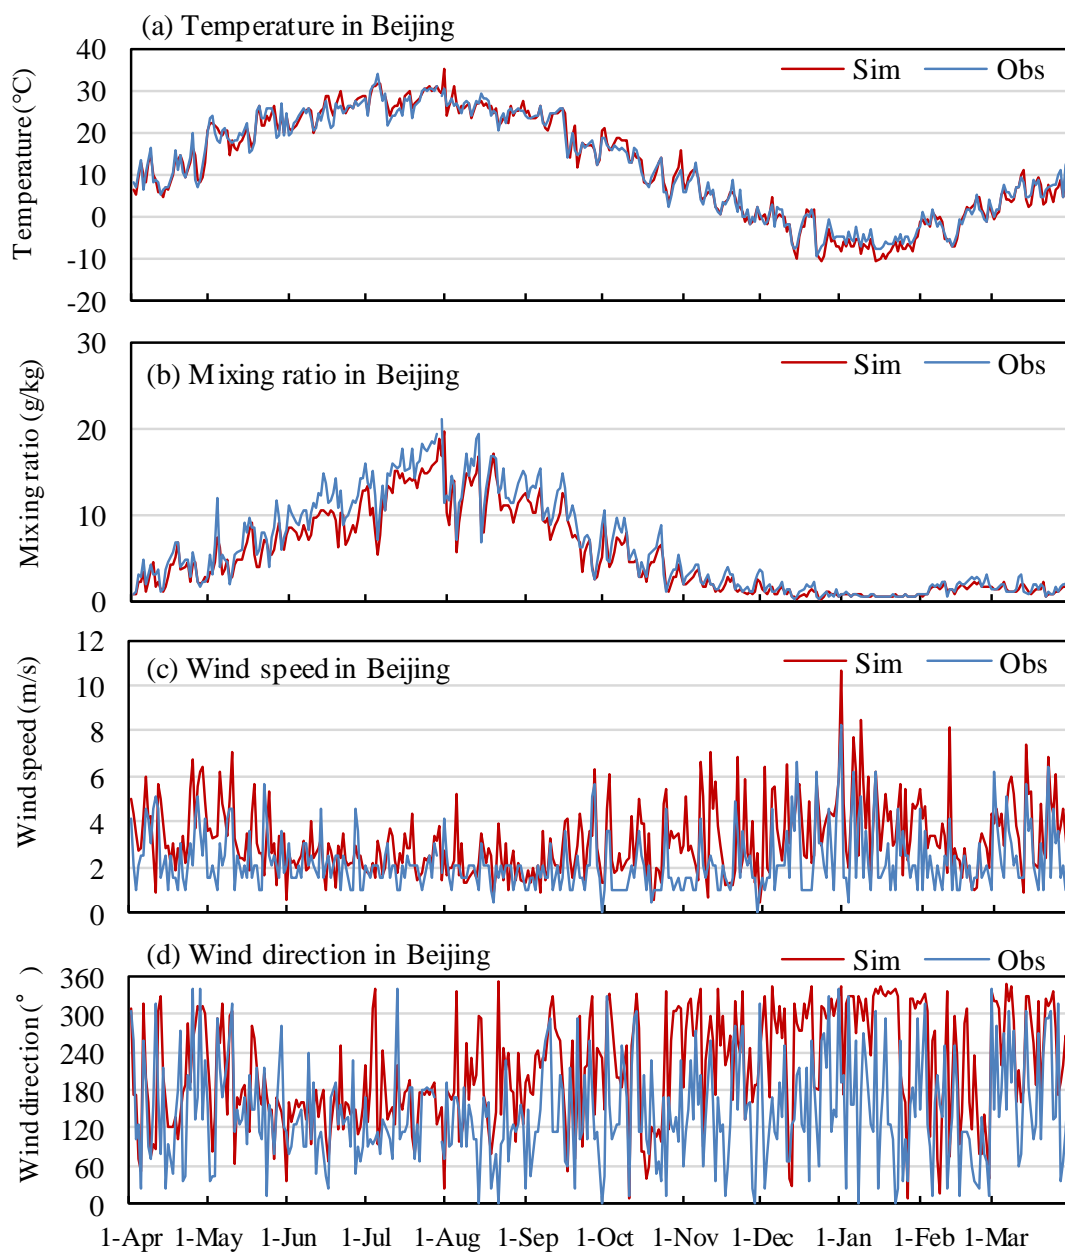 (a) Temperature in Beijing
Sim Obs
Temperature (°C)
40
30
20
10
0
-10
-20
(b) Mixing ratio in Beijing
Sim Obs
Mixing ratio (g/kg)
30
20
10
0
(c) Wind speed in Beijing
Sim Obs
Wind speed (m/s)
12
10
8
6
4
2
0
(d) Wind direction in Beijing
Sim Obs
Wind direction (°)
360
300
240
180
120
60
0
1-Apr 1-May 1-Jun 1-Jul 1-Aug 1-Sep 1-Oct 1-Nov 1-Dec 1-Jan 1-Feb 1-Mar